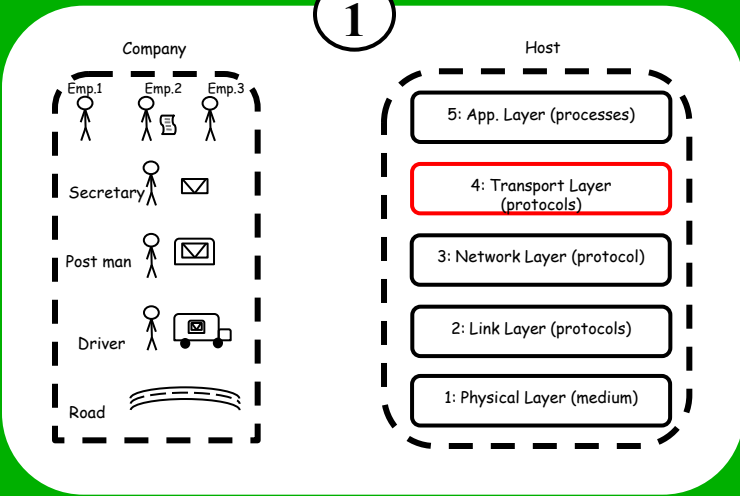 1
Company
Host
Emp.1
Emp.2
Emp.3
Secretary
Post man
Driver
Road
5: App. Layer (processes)
4: Transport Layer
(protocols)
3: Network Layer (protocol)
2: Link Layer (protocols)
1: Physical Layer (medium)